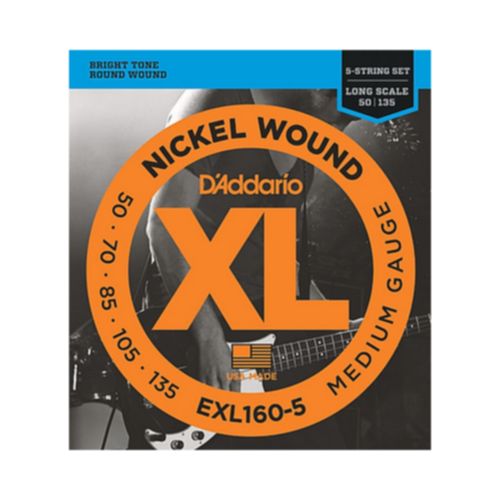 BRIGHT TONE
ROUND WOUND
5-STRING SET
LONG SCALE
50 | 135
NICKEL WOUND
D'Addario
XL
50 • 70 • 85 • 105 • 135
MEDIUM GAUGE
USA MADE
EXL160-5